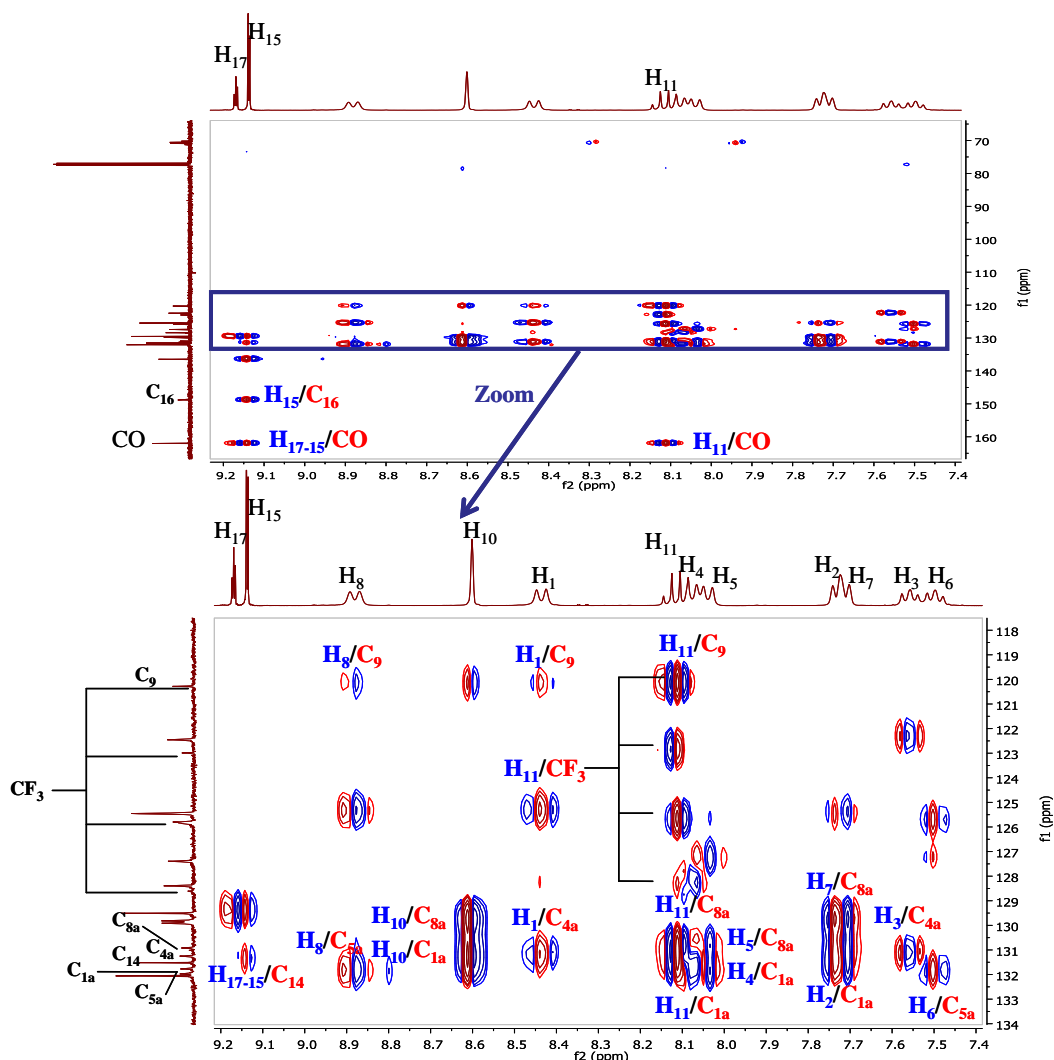 H15
H17
H11
70
80
90
100
110
120
130
140
150
160
f1 (ppm)
C16
H15/C16
Zoom
CO
H17-15/CO
H11/CO
9.2 9.1 9.0 8.9 8.8 8.7 8.6 8.5 8.4 8.3 8.2 8.1 8.0 7.9 7.8 7.7 7.6 7.5 7.4
f2 (ppm)
H15
H17
H10
H11
H8
H1
H4
H5
H2
H7
H3
H6
118
119
120
121
122
123
124
125
126
127
128
129
130
131
132
133
134
f1 (ppm)
C9
H8/C9
H1/C9
H11/C9
CF3
H11/CF3
H7/C8a
H11/C8a
C8a
H10/C8a
H1/C4a
H3/C4a
C4a
H8/C5a
H10/C1a
H5/C8a
C14
C1a
H17-15/C14
H4/C1a
C5a
H11/C1a
H2/C1a
H6/C5a
9.2 9.1 9.0 8.9 8.8 8.7 8.6 8.5 8.4 8.3 8.2 8.1 8.0 7.9 7.8 7.7 7.6 7.5 7.4
f2 (ppm)